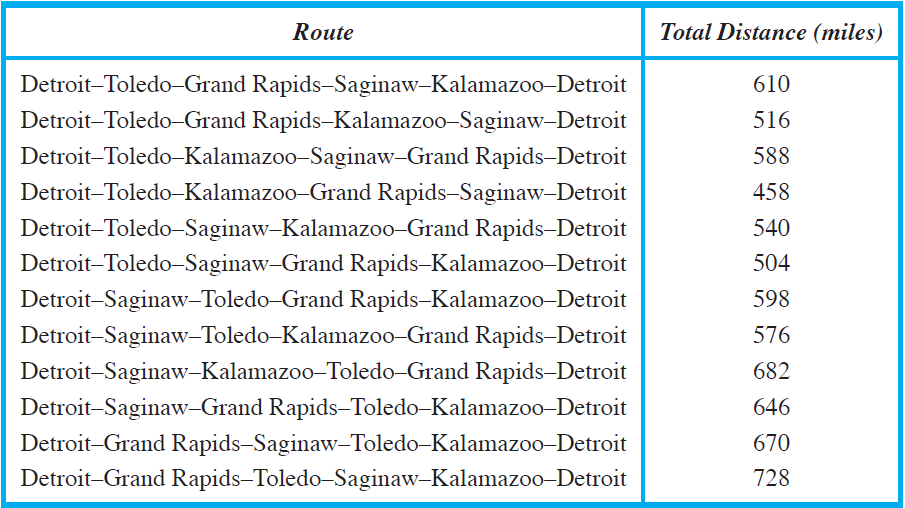 Route Total Distance (miles)
Detroit–Toledo–Grand Rapids–Saginaw–Kalamazoo–Detroit 610
Detroit–Toledo–Grand Rapids–Kalamazoo–Saginaw–Detroit 516
Detroit–Toledo–Kalamazoo–Saginaw–Grand Rapids–Detroit 588
Detroit–Toledo–Kalamazoo–Grand Rapids–Saginaw–Detroit 458
Detroit–Toledo–Saginaw–Kalamazoo–Grand Rapids–Detroit 540
Detroit–Toledo–Saginaw–Grand Rapids–Kalamazoo–Detroit 504
Detroit–Saginaw–Toledo–Grand Rapids–Kalamazoo–Detroit 598
Detroit–Saginaw–Toledo–Kalamazoo–Grand Rapids–Detroit 576
Detroit–Saginaw–Kalamazoo–Toledo–Grand Rapids–Detroit 682
Detroit–Saginaw–Grand Rapids–Toledo–Kalamazoo–Detroit 646
Detroit–Grand Rapids–Saginaw–Toledo–Kalamazoo–Detroit 670
Detroit–Grand Rapids–Toledo–Saginaw–Kalamazoo–Detroit 728